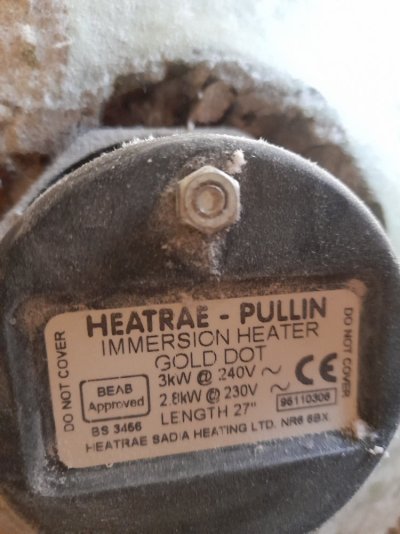 HEATRAE - PULLIN
IMMERSION HEATER
GOLD DOT
DO NOT COVER
BEAB
Approved
BS 3456
3kW @ 240V ~
2.8kW @ 230V ~
LENGTH 27"
CE
96110306
HEATRAE SADIA HEATING LTD. NR6 6BX
DO NOT COVER